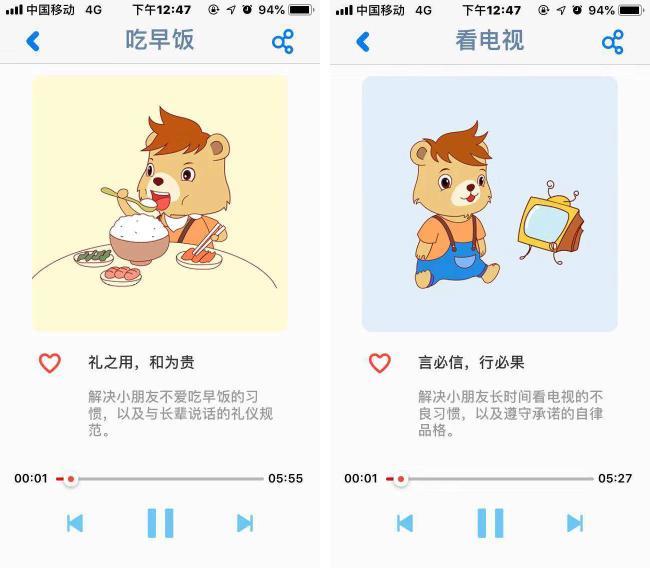 中国移动 4G 下午12:47 94%
吃早饭
礼之用，和为贵
解决小朋友不爱吃早饭的习
惯，以及与长辈说话的礼仪规
范。
00:01 05:55
中国移动 4G 下午12:47 94%
看电视
言必信，行必果
解决小朋友长时间看电视的不
良习惯，以及遵守承诺的自律
品格。
00:01 05:27